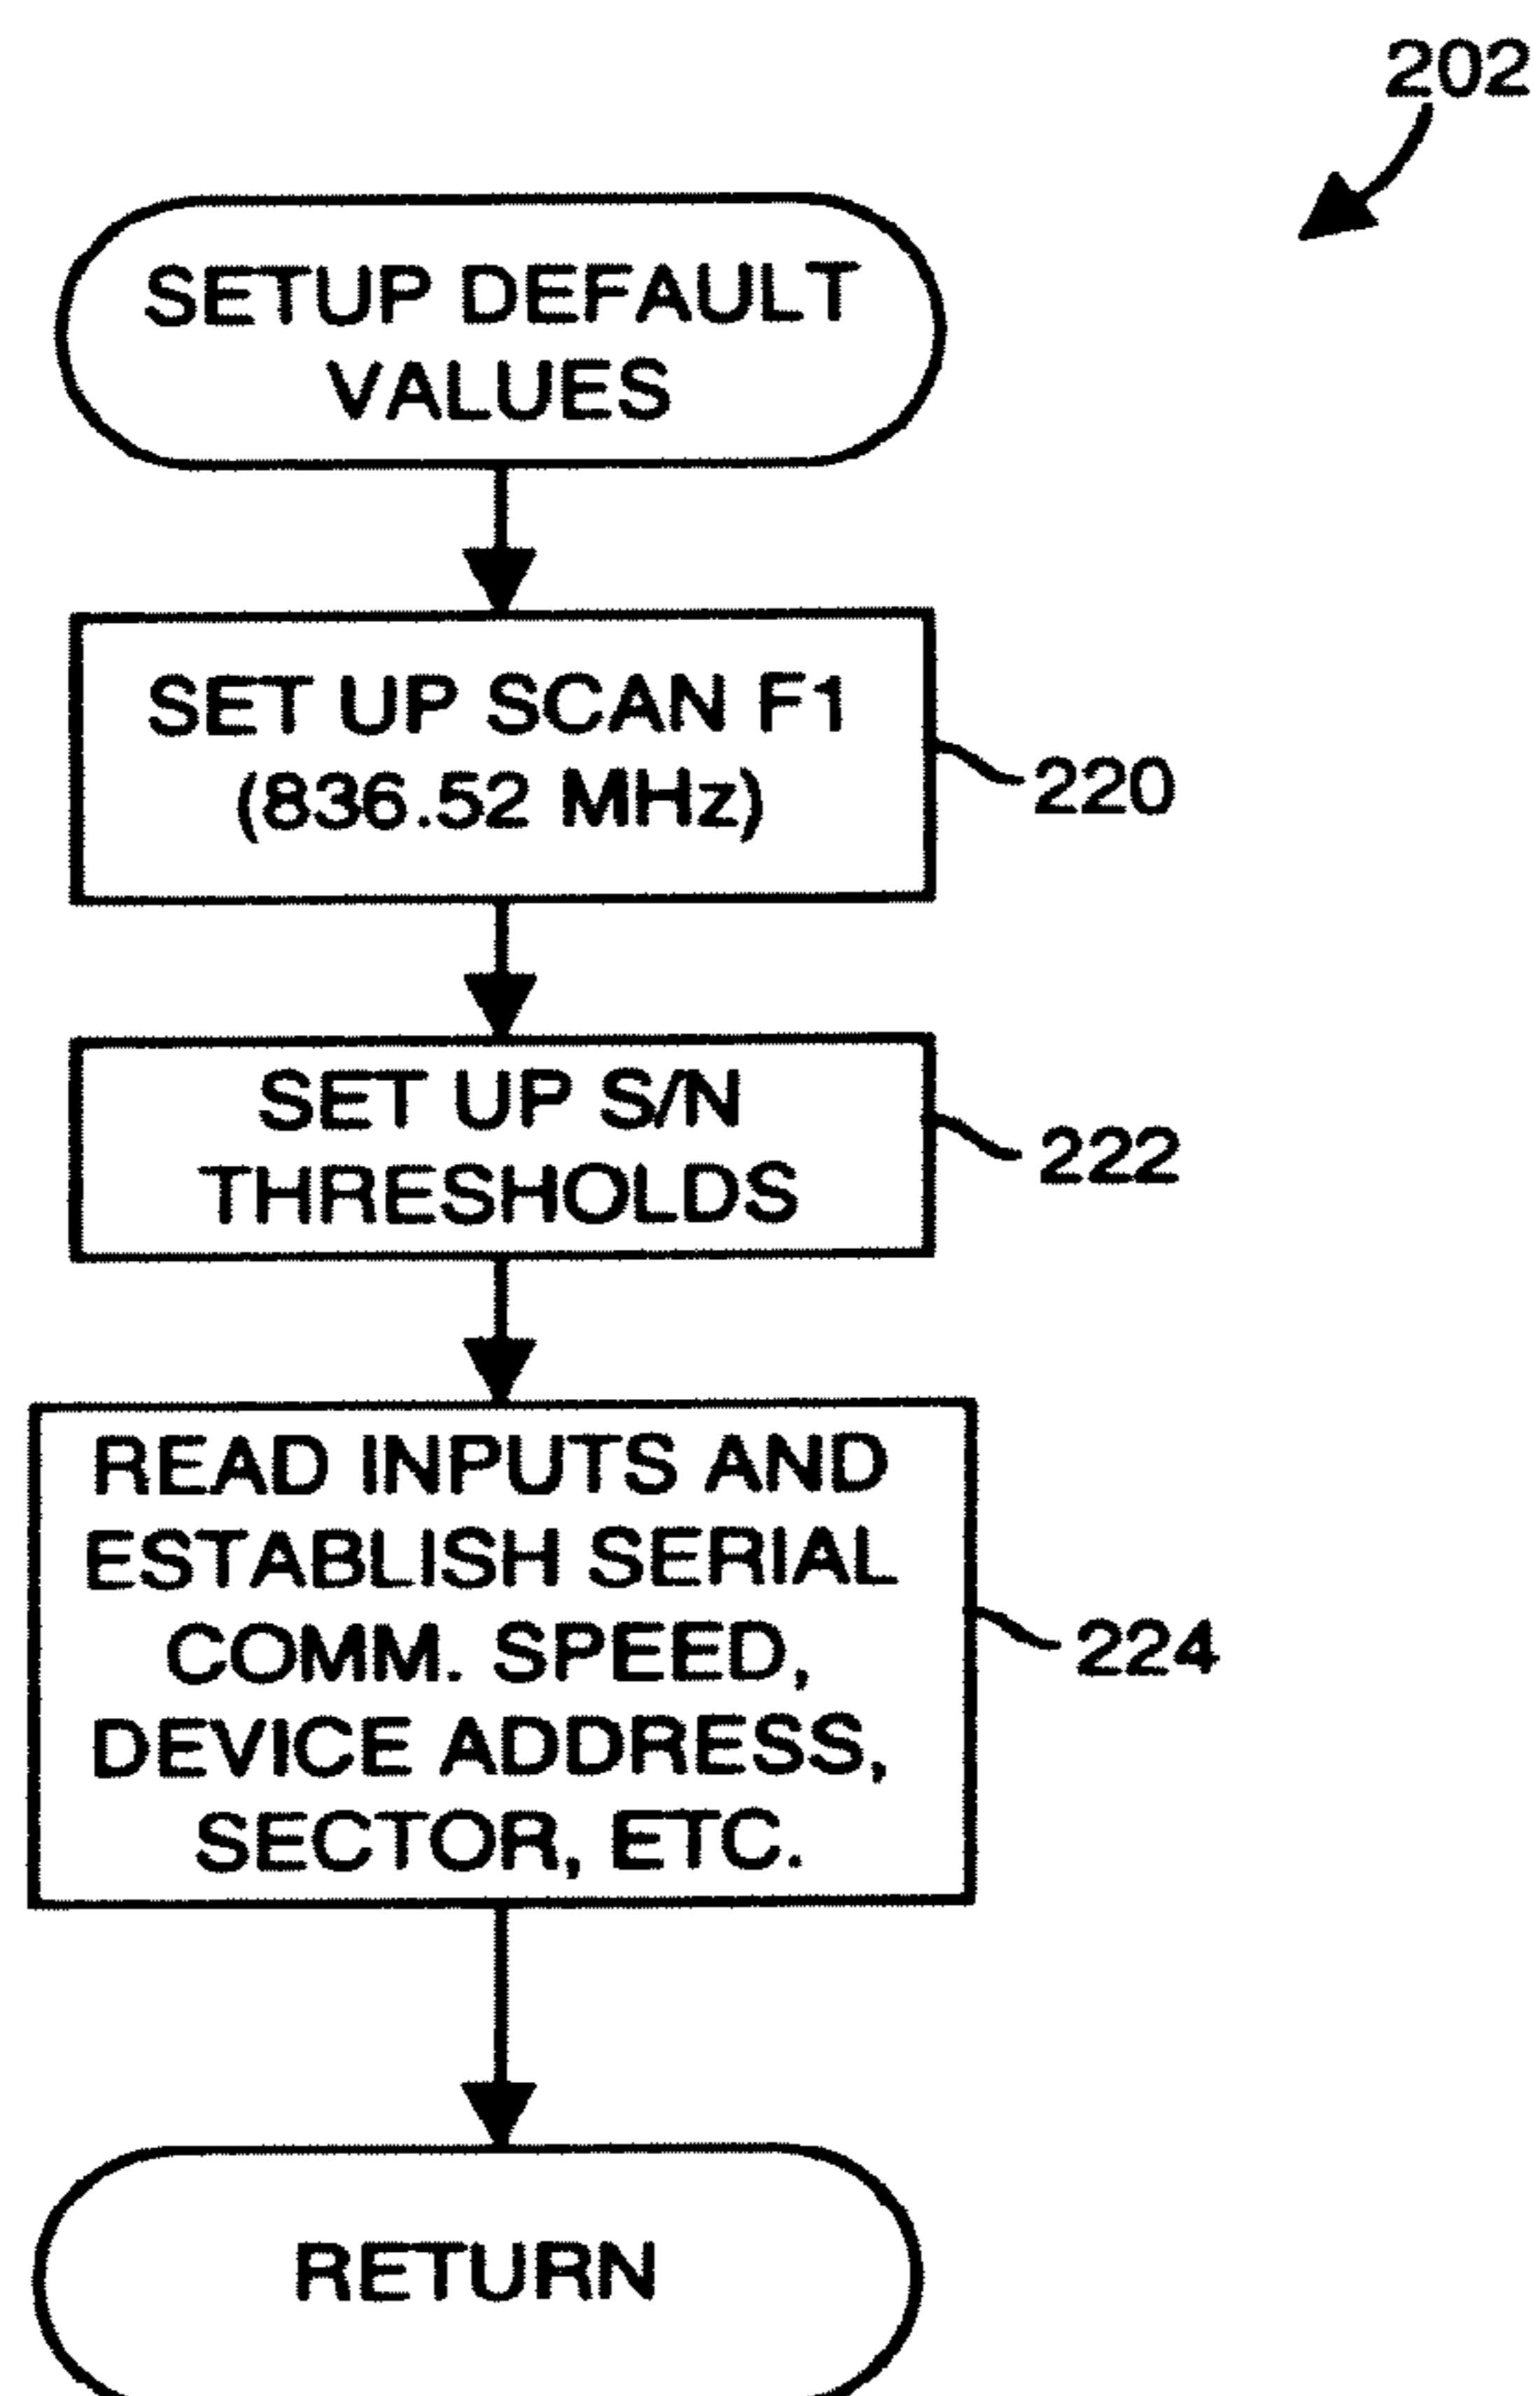 202
SETUP DEFAULT
VALUES
SET UP SCAN F1
(836.52 MHz)
220
SET UP S/N
THRESHOLDS
222
READ INPUTS AND
ESTABLISH SERIAL
COMM. SPEED,
DEVICE ADDRESS,
SECTOR, ETC.
224
RETURN